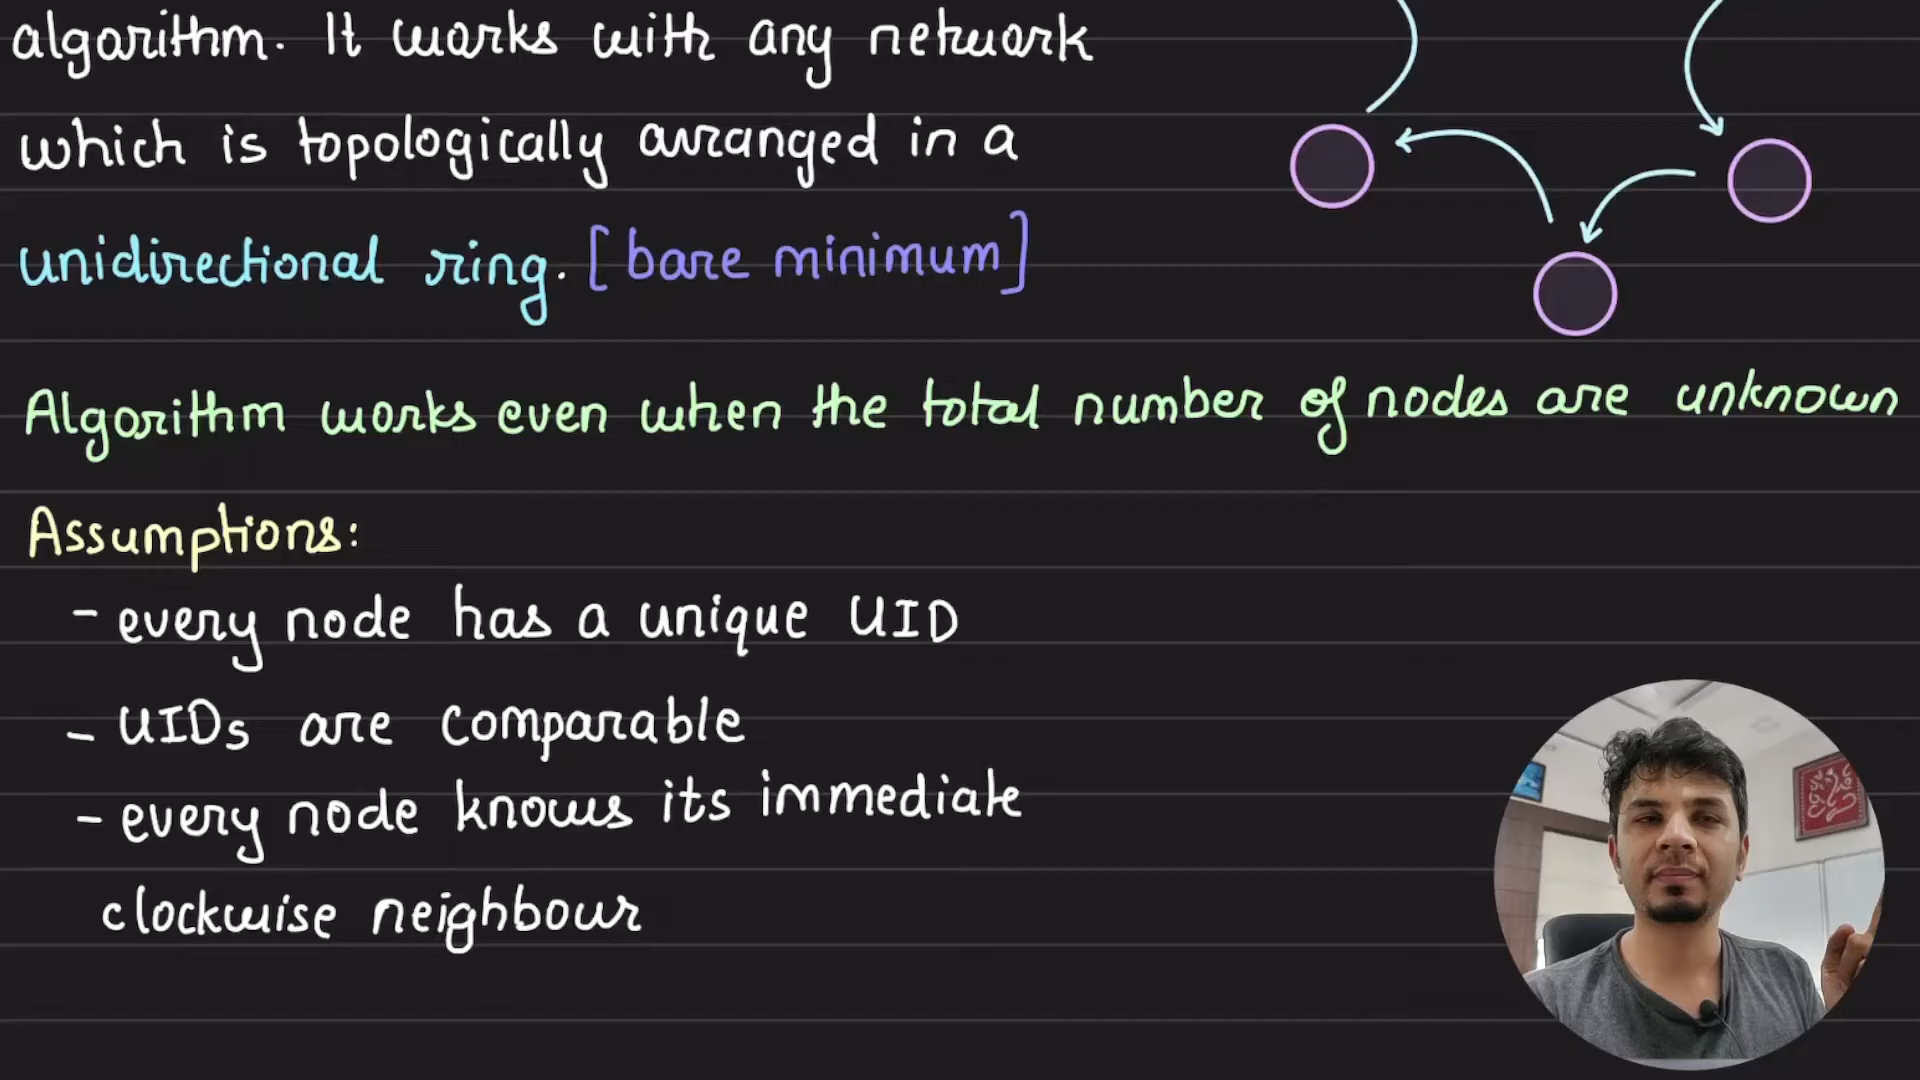 algorithm. It works with any network
which is topologically arranged in a
unidirectional ring. [bare minimum]
Algorithm works even when the total number of nodes are unknown
Assumptions:
- every node has a unique UID
- UIDs are comparable
- every node knows its immediate
clockwise neighbour